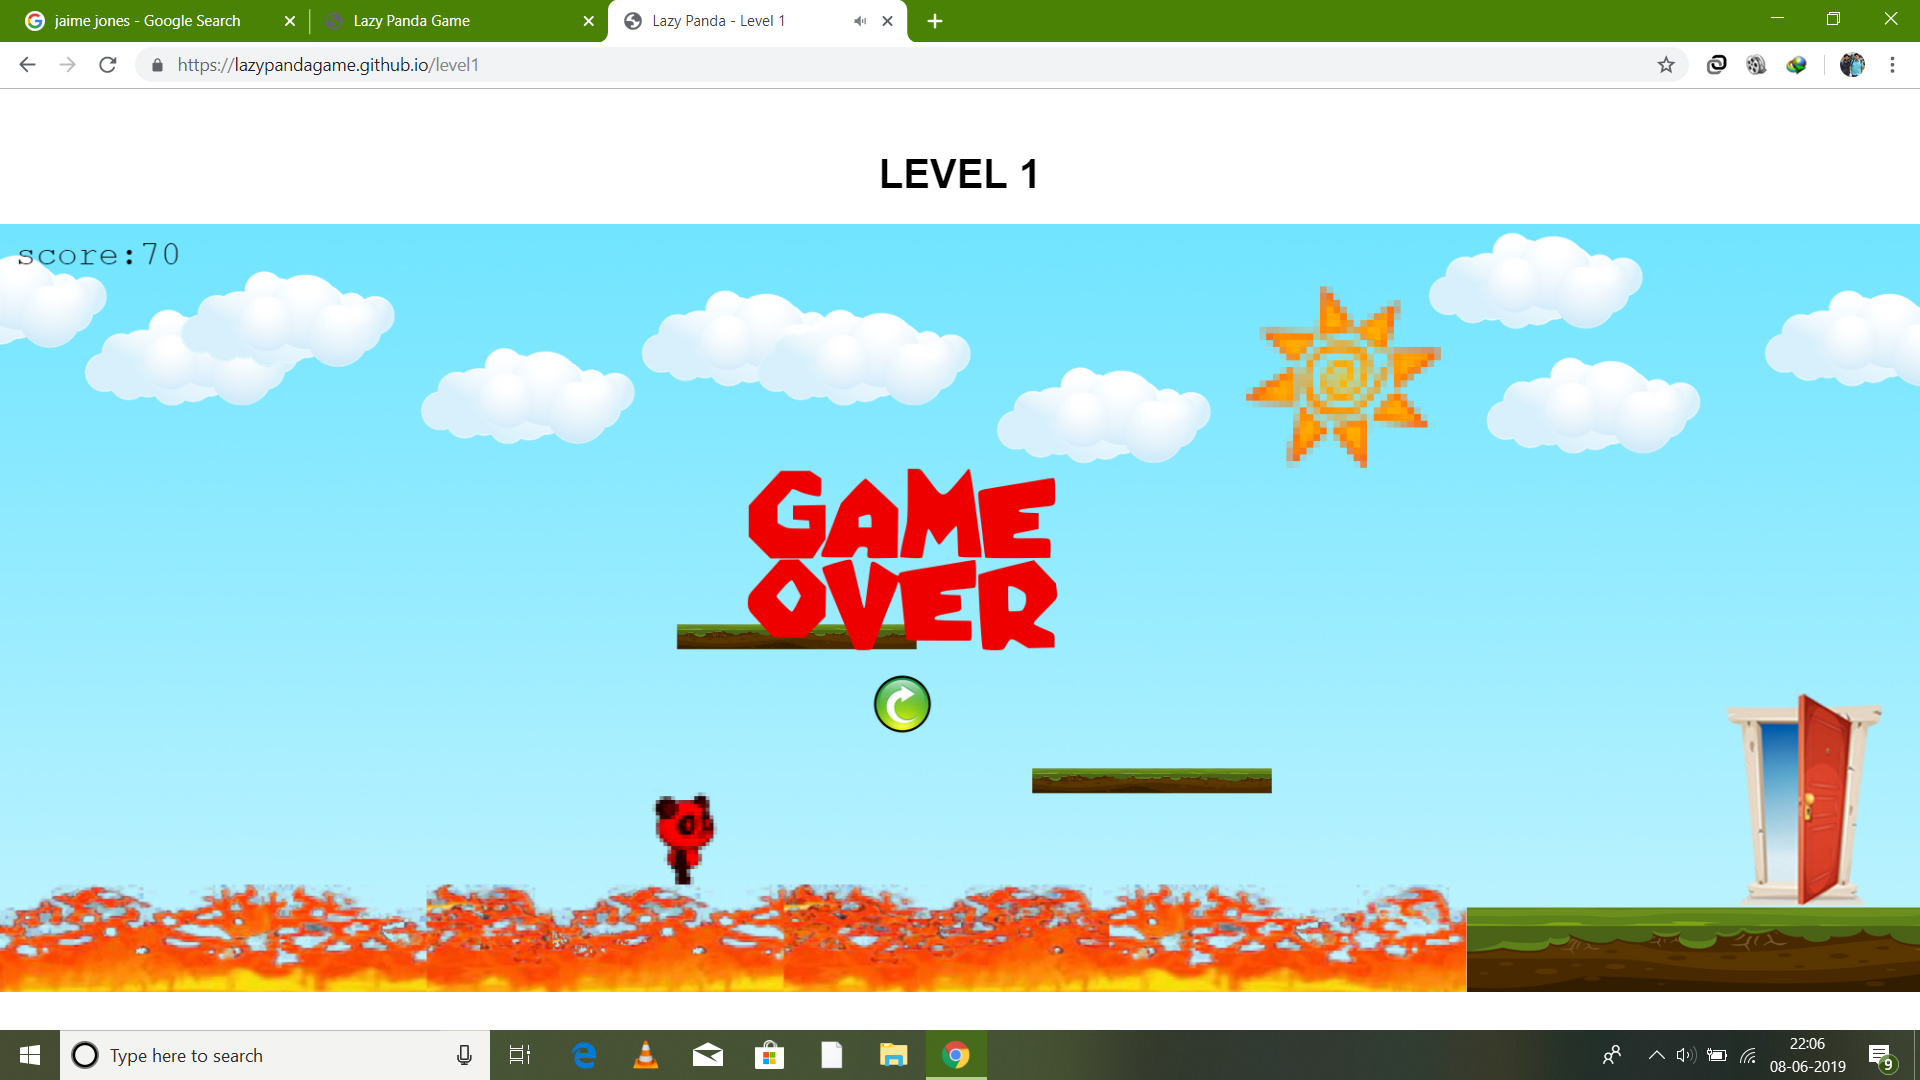 jaime jones - Google Search
Lazy Panda Game
Lazy Panda - Level 1
https://lazypandagame.github.io/level1
LEVEL 1
score:70
GAME
OVER
Type here to search
22:06
08-06-2019
9